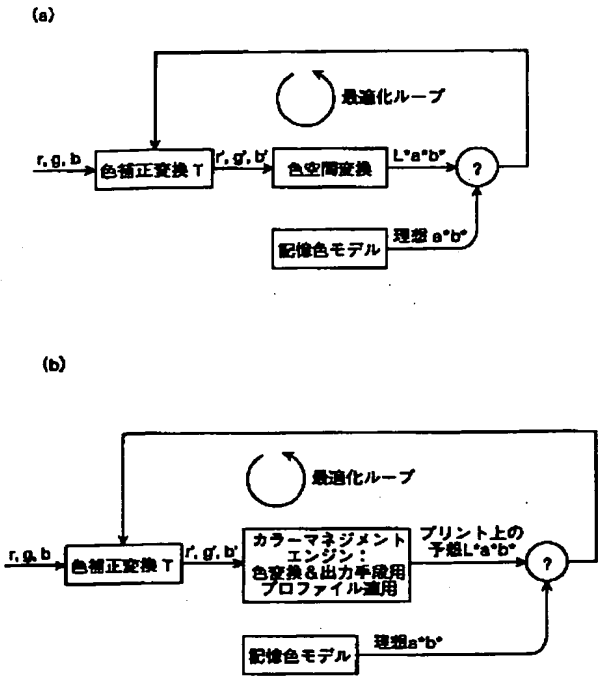 (a)
最適化ループ
r, g, b
色補正変換 T
r', g', b'
色空間変換
L*a*b*
?
記憶色モデル
理想 a*b*
(b)
最適化ループ
r, g, b
色補正変換 T
r', g', b'
カラーマネジメント
エンジン：
色変換＆出力手段用
プロファイル適用
プリント上の
予想L*a*b*
?
記憶色モデル
理想a*b*